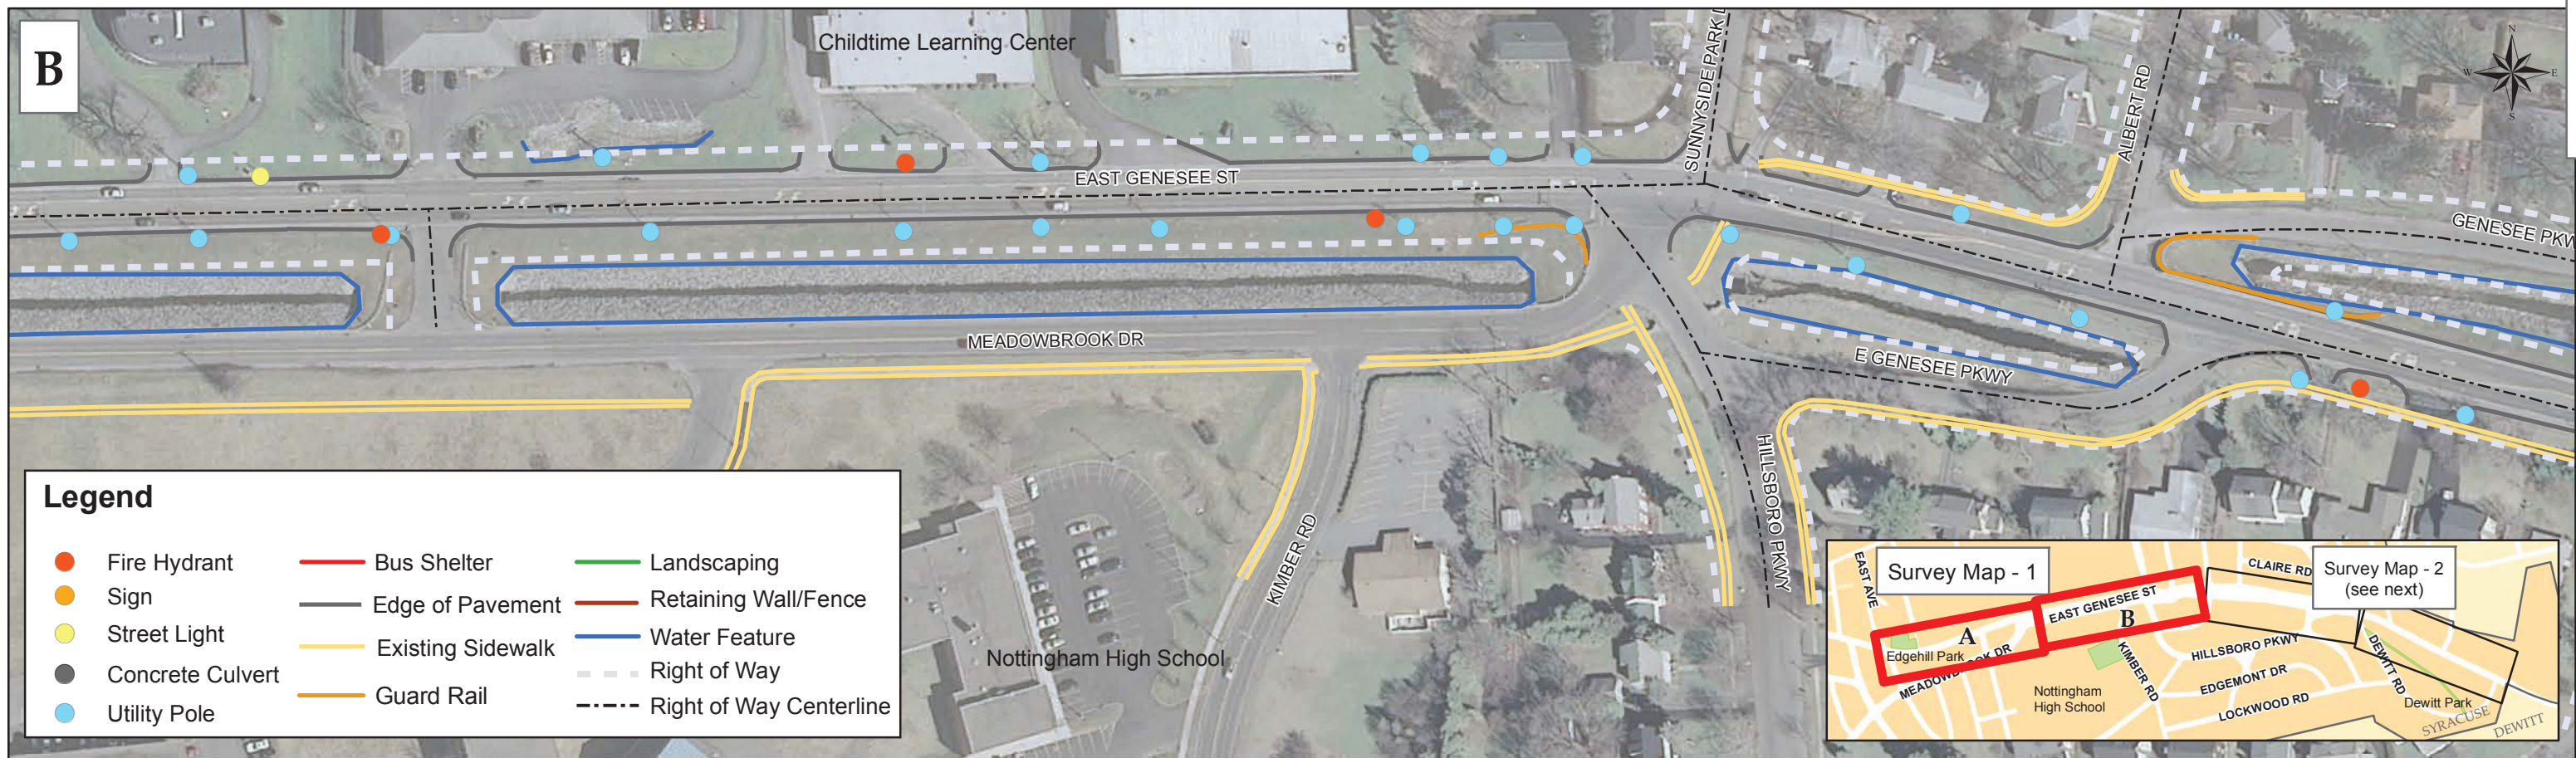 B
Childtime Learning Center
N
W
E
S
SUNNYSIDE PARK
ALBERT RD
EAST GENESEE ST
GENESEE PKW
MEADOWBROOK DR
E GENESEE PKWY
HILLSBORO PKWY
KIMBER RD
Nottingham High School
Legend
Fire Hydrant
Sign
Street Light
Concrete Culvert
Utility Pole
Bus Shelter
Edge of Pavement
Existing Sidewalk
Guard Rail
Landscaping
Retaining Wall/Fence
Water Feature
Right of Way
Right of Way Centerline
Survey Map - 1
Survey Map - 2
(see next)
EAST AVE
CLAIRE RD
EAST GENESEE ST
A
B
Edgehill Park
MEADOWBROOK DR
KIMBER RD
HILLSBORO PKWY
EDGEMONT DR
LOCKWOOD RD
DEWITT RD
Nottingham
High School
Dewitt Park
SYRACUSE
DEWITT